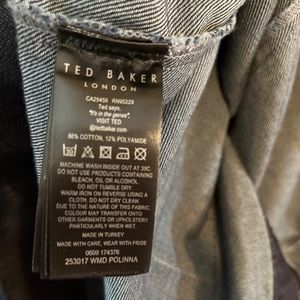 TED BAKER
LONDON
CA25459 RN95229
Ted says,
"It's in the genes".
VISIT TED
@tedbaker.com
88% COTTON, 12% POLYAMIDE
MACHINE WASH INSIDE OUT AT 30C.
DO NOT USE PRODUCTS CONTAINING
BLEACH, OIL OR ALCOHOL.
DO NOT TUMBLE DRY.
WARM IRON ON REVERSE USING A DAMP
CLOTH. DO NOT DRY CLEAN.
DUE TO THE NATURE OF THIS FABRIC,
COLOUR MAY TRANSFER ONTO
OTHER GARMENTS OR UPHOLSTERY
PARTICULARLY WHEN WET.
MADE IN TURKEY
MADE WITH CARE, WEAR WITH PRIDE
0609 174376
253017 WMD POLINNA